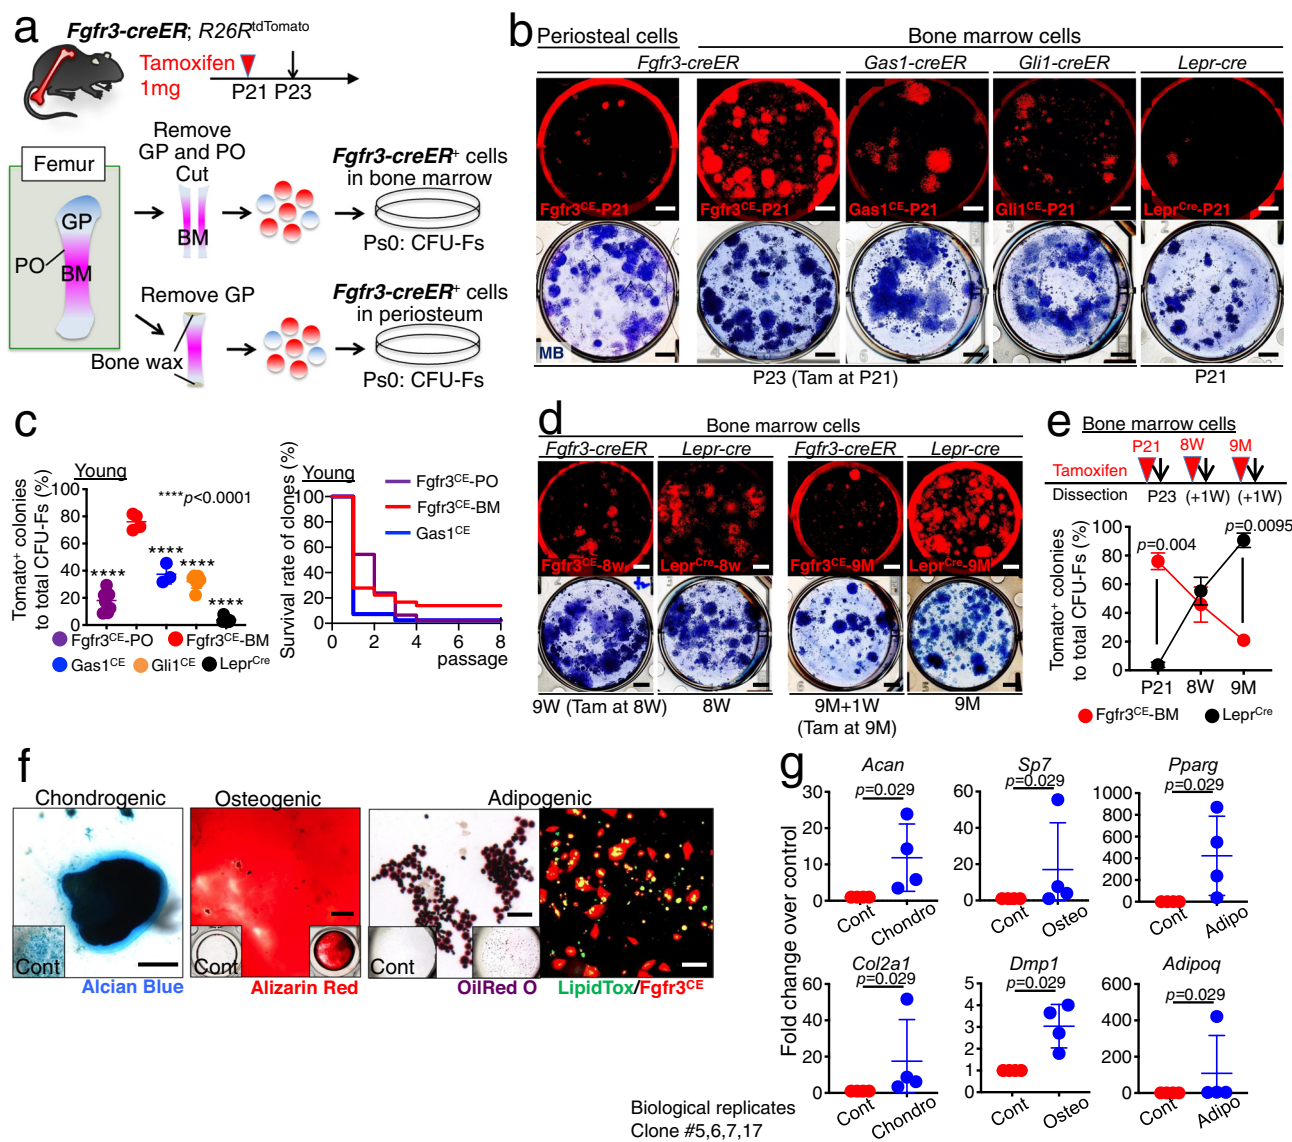 a
Fgfr3-creER; R26RtdTomato
Tamoxifen
1mg
P21 P23
Femur
GP
PO
BM
Remove
GP and PO
Cut
BM
Fgfr3-creER+ cells
in bone marrow
Ps0: CFU-Fs
Remove GP
Bone wax
Fgfr3-creER+ cells
in periosteum
Ps0: CFU-Fs
b
Periosteal cells
Bone marrow cells
Fgfr3-creER
Gas1-creER
Gli1-creER
Lepr-cre
Fgfr3CE-P21
Fgfr3CE-P21
Gas1CE-P21
Gli1CE-P21
LeprCre-P21
MB
P23 (Tam at P21)
P21
c
Young
Tomato+ colonies
to total CFU-Fs (%)
100
80
60
40
20
0
****p<0.0001
****
****
****
****
Fgfr3CE-PO
Fgfr3CE-BM
Gas1CE
Gli1CE
LeprCre
Young
Survival rate of clones (%)
100
80
60
40
20
0
0
2
4
6
8
passage
Fgfr3CE-PO
Fgfr3CE-BM
Gas1CE
d
Bone marrow cells
Fgfr3-creER
Lepr-cre
Fgfr3-creER
Lepr-cre
Fgfr3CE-8w
LeprCre-8w
Fgfr3CE-9M
LeprCre-9M
9W (Tam at 8W)
8W
9M+1W
(Tam at 9M)
9M
e
Bone marrow cells
P21
8W
9M
Tamoxifen
Dissection
P23
(+1W)
(+1W)
Tomato+ colonies
to total CFU-Fs (%)
100
80
60
40
20
0
p=0.004
p=0.0095
P21
8W
9M
Fgfr3CE-BM
LeprCre
f
Chondrogenic
Osteogenic
Adipogenic
Cont
Cont
Cont
Alcian Blue
Alizarin Red
OilRed O
LipidTox/Fgfr3CE
g
Fold change over control
Acan
p=0.029
30
20
10
0
Cont
Chondro
Sp7
p=0.029
60
40
20
0
Cont
Osteo
Pparg
p=0.029
1000
800
600
400
200
0
Cont
Adipo
Col2a1
p=0.029
60
40
20
0
Cont
Chondro
Dmp1
p=0.029
5
4
3
2
1
0
Cont
Osteo
Adipoq
p=0.029
600
400
200
0
Cont
Adipo
Biological replicates
Clone #5,6,7,17